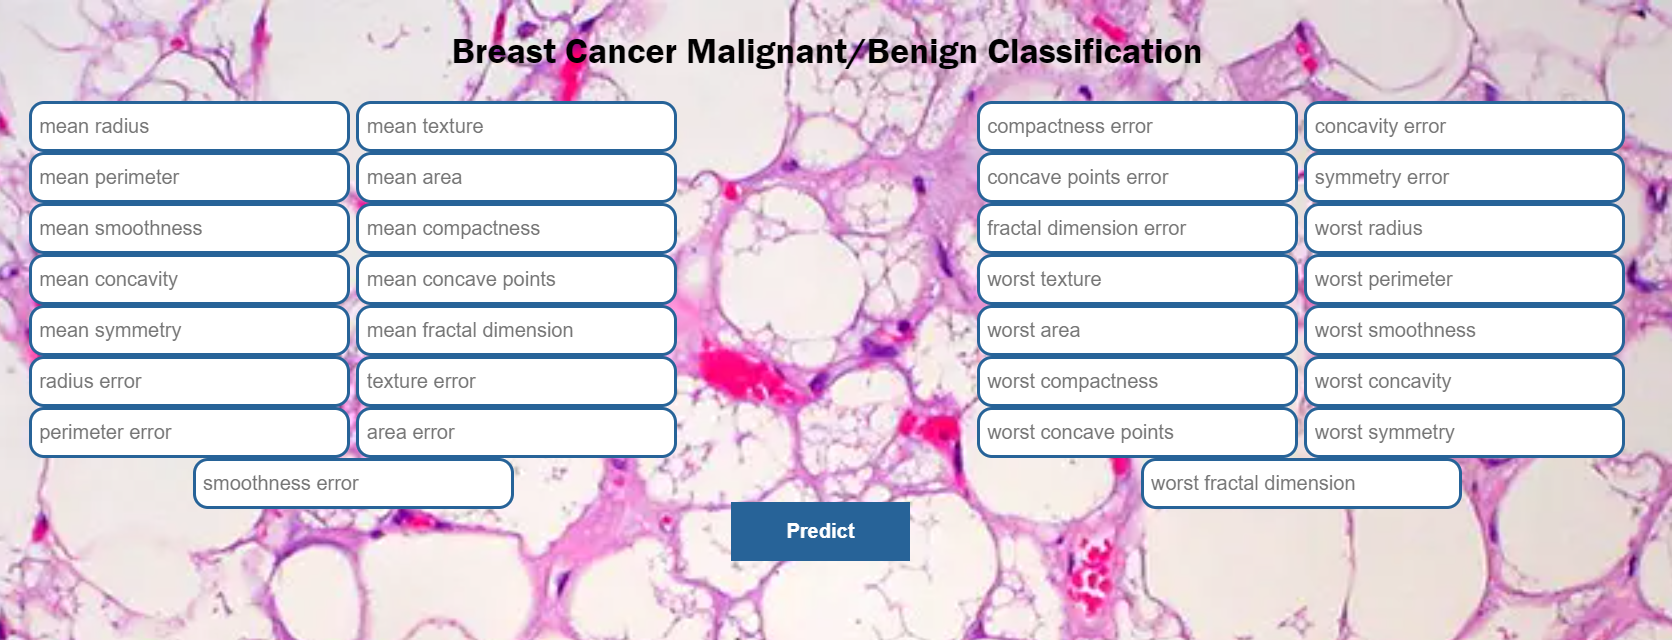 Breast Cancer Malignant/Benign Classification
mean radius
mean texture
mean perimeter
mean area
mean smoothness
mean compactness
mean concavity
mean concave points
mean symmetry
mean fractal dimension
radius error
texture error
perimeter error
area error
smoothness error
compactness error
concavity error
concave points error
symmetry error
fractal dimension error
worst radius
worst texture
worst perimeter
worst area
worst smoothness
worst compactness
worst concavity
worst concave points
worst symmetry
worst fractal dimension
Predict